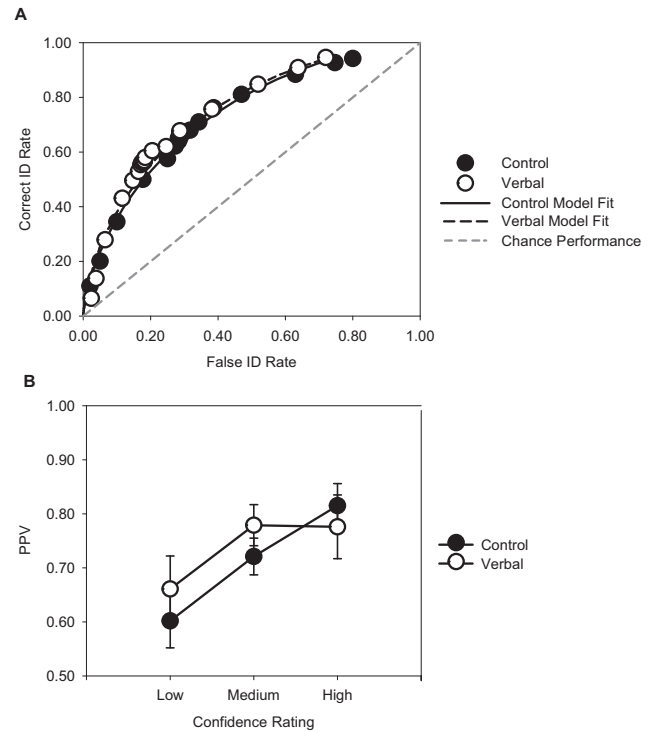 A
1.00
0.80
0.60
0.40
0.20
0.00
Correct ID Rate
0.00 0.20 0.40 0.60 0.80 1.00
False ID Rate
Control
Verbal
Control Model Fit
Verbal Model Fit
Chance Performance
B
1.00
0.90
0.80
0.70
0.60
0.50
PPV
Low Medium High
Confidence Rating
Control
Verbal